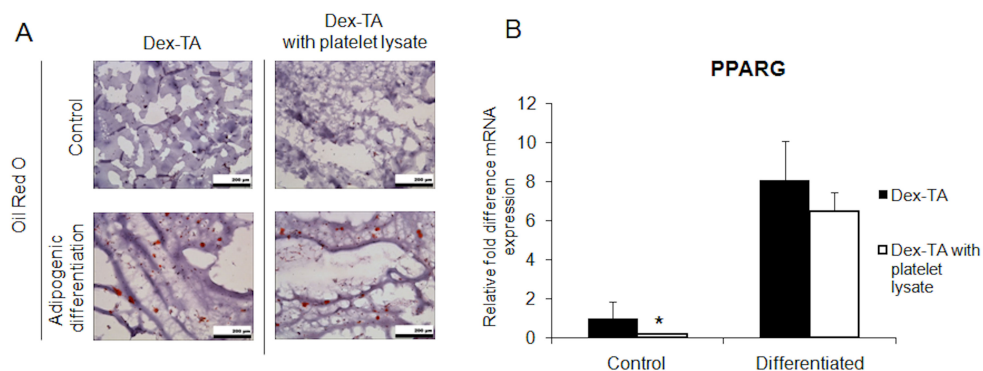 A
Dex-TA
Dex-TA
with platelet lysate
Oil Red O
Control
Adipogenic
differentiation
200 µm
200 µm
200 µm
200 µm
B
PPARG
Relative fold difference mRNA
expression
12
10
8
6
4
2
0
*
Control
Differentiated
Dex-TA
Dex-TA with
platelet
lysate